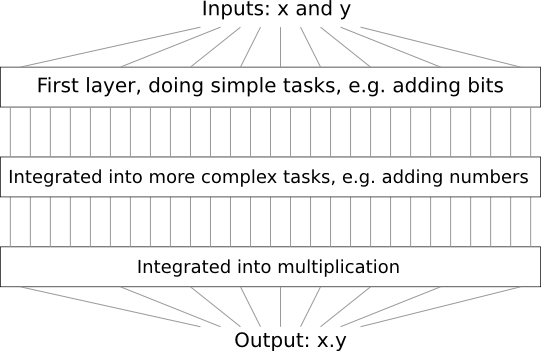 Inputs: x and y
First layer, doing simple tasks, e.g. adding bits
Integrated into more complex tasks, e.g. adding numbers
Integrated into multiplication
Output: x.y